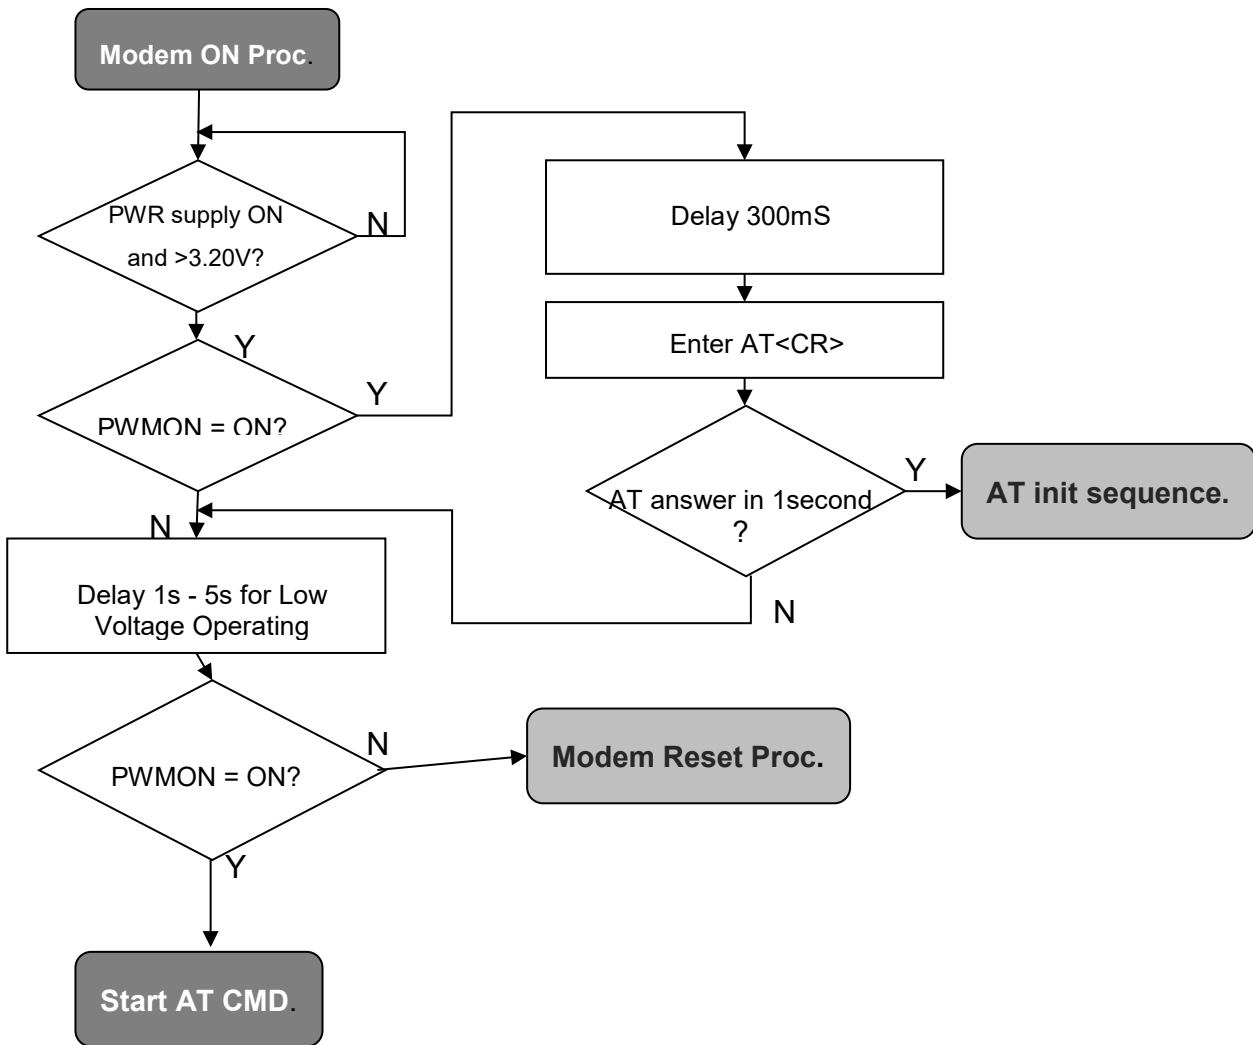 Modem ON Proc.
PWR supply ON
and >3.20V?
N
Y
PWMON = ON?
Y
N
Delay 1s - 5s for Low
Voltage Operating
PWMON = ON?
N
Y
Start AT CMD.
Delay 300mS
Enter AT<CR>
AT answer in 1second
?
Y
N
AT init sequence.
Modem Reset Proc.